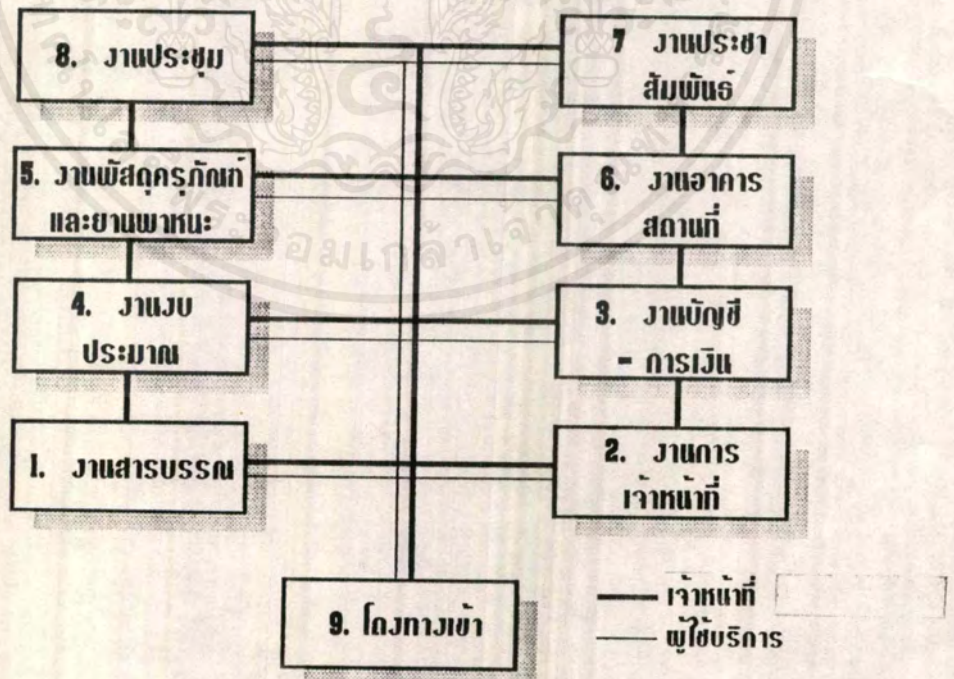 8. งานประชุม
7 งานประชา
สัมพันธ์
5. งานพัสดุครุภัณฑ์
และยานพาหนะ
6. งานอาคาร
สถานที่
4. งานงบ
ประมาณ
3. งานบัญชี
- การเงิน
1. งานสารบรรณ
2. งานการ
เจ้าหน้าที่
9. โถงทางเข้า
เจ้าหน้าที่
ผู้ใช้บริการ